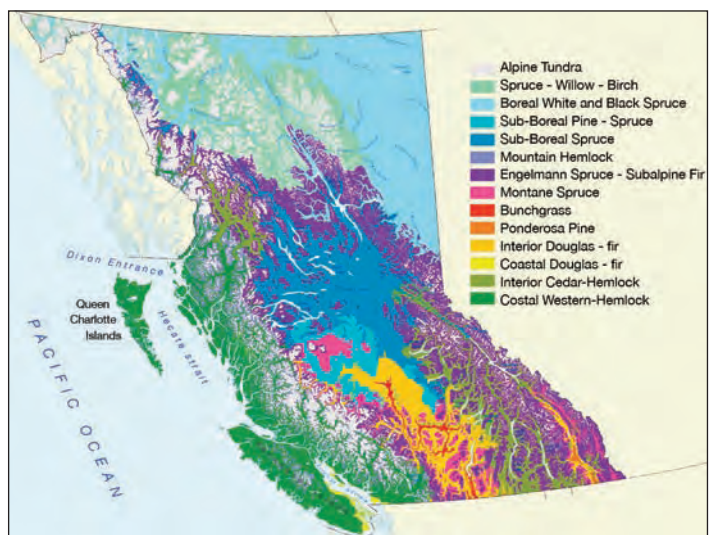 Alpine Tundra
Spruce - Willow - Birch
Boreal White and Black Spruce
Sub-Boreal Pine - Spruce
Sub-Boreal Spruce
Mountain Hemlock
Engelmann Spruce - Subalpine Fir
Montane Spruce
Bunchgrass
Ponderosa Pine
Interior Douglas - fir
Coastal Douglas - fir
Interior Cedar-Hemlock
Costal Western-Hemlock
Dixon Entrance
Queen
Charlotte
Islands
Hecate strait
PACIFIC OCEAN